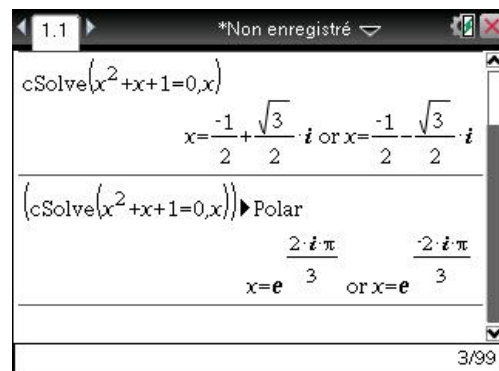 1.1 *Non enregistré
cSolve(x²+x+1=0,x)
x=-1/2+√3/2·i or x=-1/2-√3/2·i
(cSolve(x²+x+1=0,x))▶Polar
x=e^(2·i·π/3) or x=e^(-2·i·π/3)
3/99